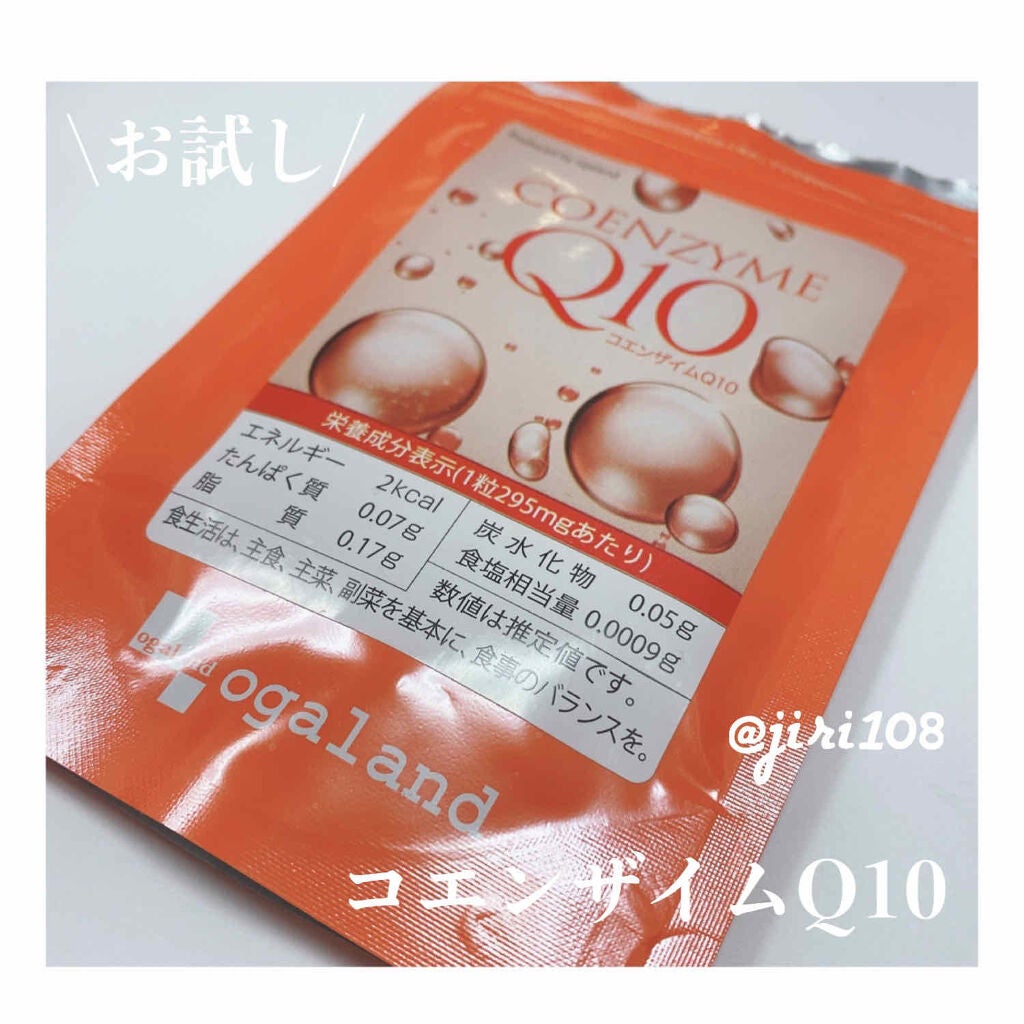 \お試し/
Produced by ogaland
COENZYME
Q10
コエンザイムQ10
栄養成分表示(1粒295mgあたり)
エネルギー 2kcal
たんぱく質 0.07g
脂質 0.17g
炭水化物 0.05g
食塩相当量 0.0009g
数値は推定値です。
食生活は、主食、主菜、副菜を基本に、食事のバランスを。
ogaland
ogaland
@jiri108
コエンザイムQ10